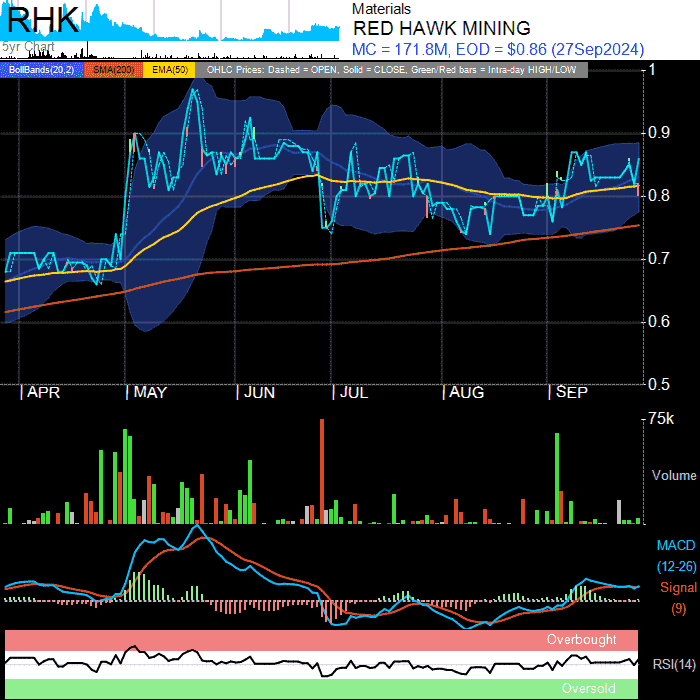 RHK
5yr Chart
Materials
RED HAWK MINING
MC = 171.8M, EOD = $0.86 (27Sep2024)
BollBands(20,2) SMA(200) EMA(50) OHLC Prices: Dashed = OPEN, Solid = CLOSE, Green/Red bars = Intra-day HIGH/LOW
1
0.9
0.8
0.7
0.6
0.5
APR MAY JUN JUL AUG SEP
75k
Volume
MACD
(12-26)
Signal
(9)
Overbought
RSI(14)
Oversold